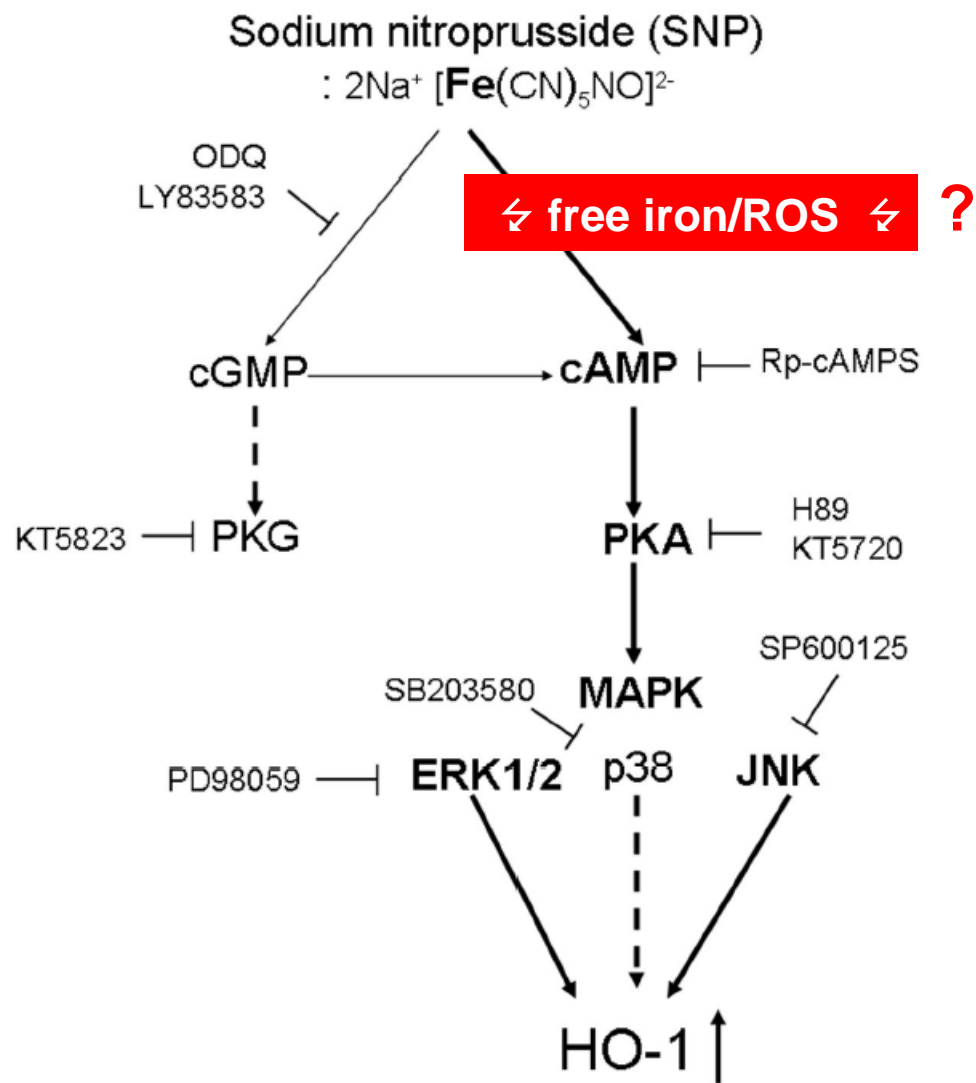 Sodium nitroprusside (SNP)
: 2Na⁺ [Fe(CN)₅NO]²⁻
ODQ
LY83583
free iron/ROS
?
cGMP
cAMP
Rp-cAMPS
KT5823
PKG
PKA
H89
KT5720
SP600125
SB203580
MAPK
PD98059
ERK1/2
p38
JNK
HO-1